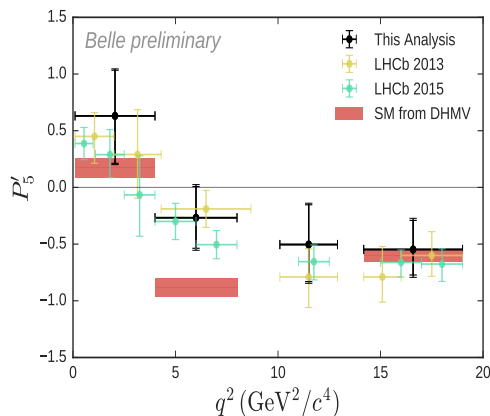 Belle preliminary
This Analysis
LHCb 2013
LHCb 2015
SM from DHMV
1.5
1.0
0.5
0.0
−0.5
−1.0
−1.5
P′5
0 5 10 15 20
q² (GeV²/c⁴)